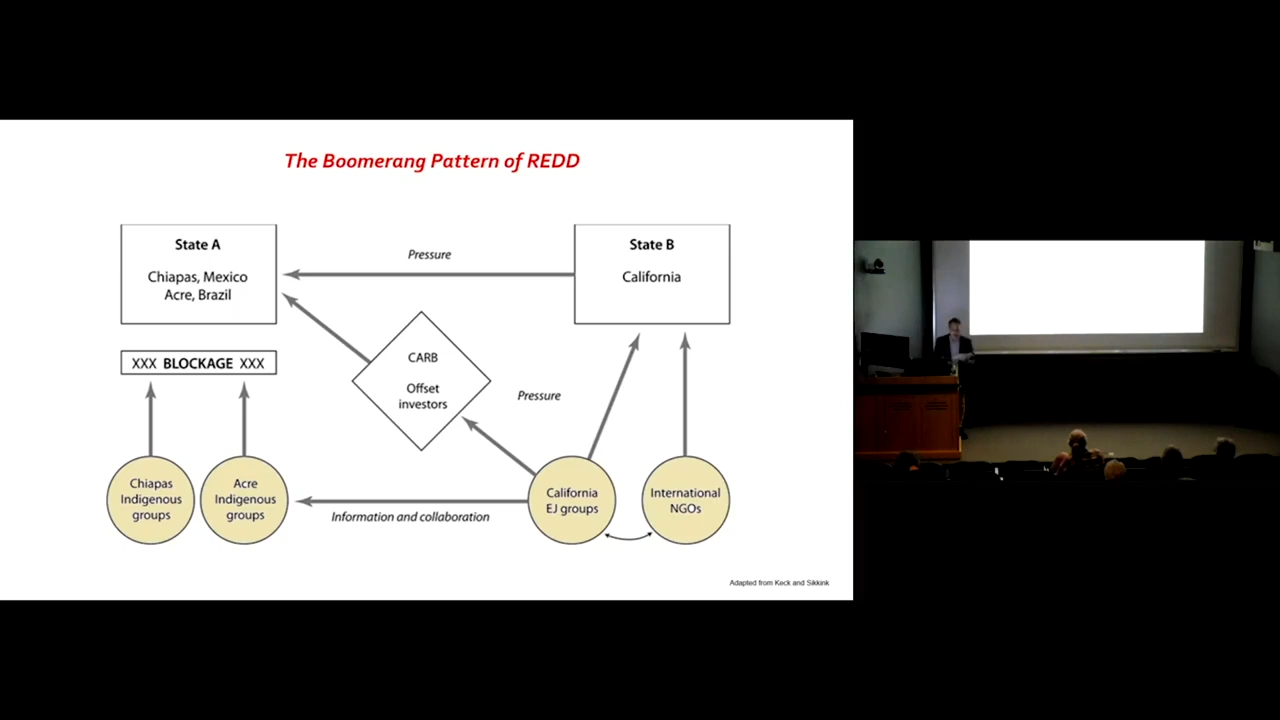 The Boomerang Pattern of REDD
State A
Chiapas, Mexico
Acre, Brazil
Pressure
State B
California
XXX BLOCKAGE XXX
CARB
Offset
investors
Pressure
Chiapas
Indigenous
groups
Acre
Indigenous
groups
Information and collaboration
California
EJ groups
International
NGOs
Adapted from Keck and Sikkink